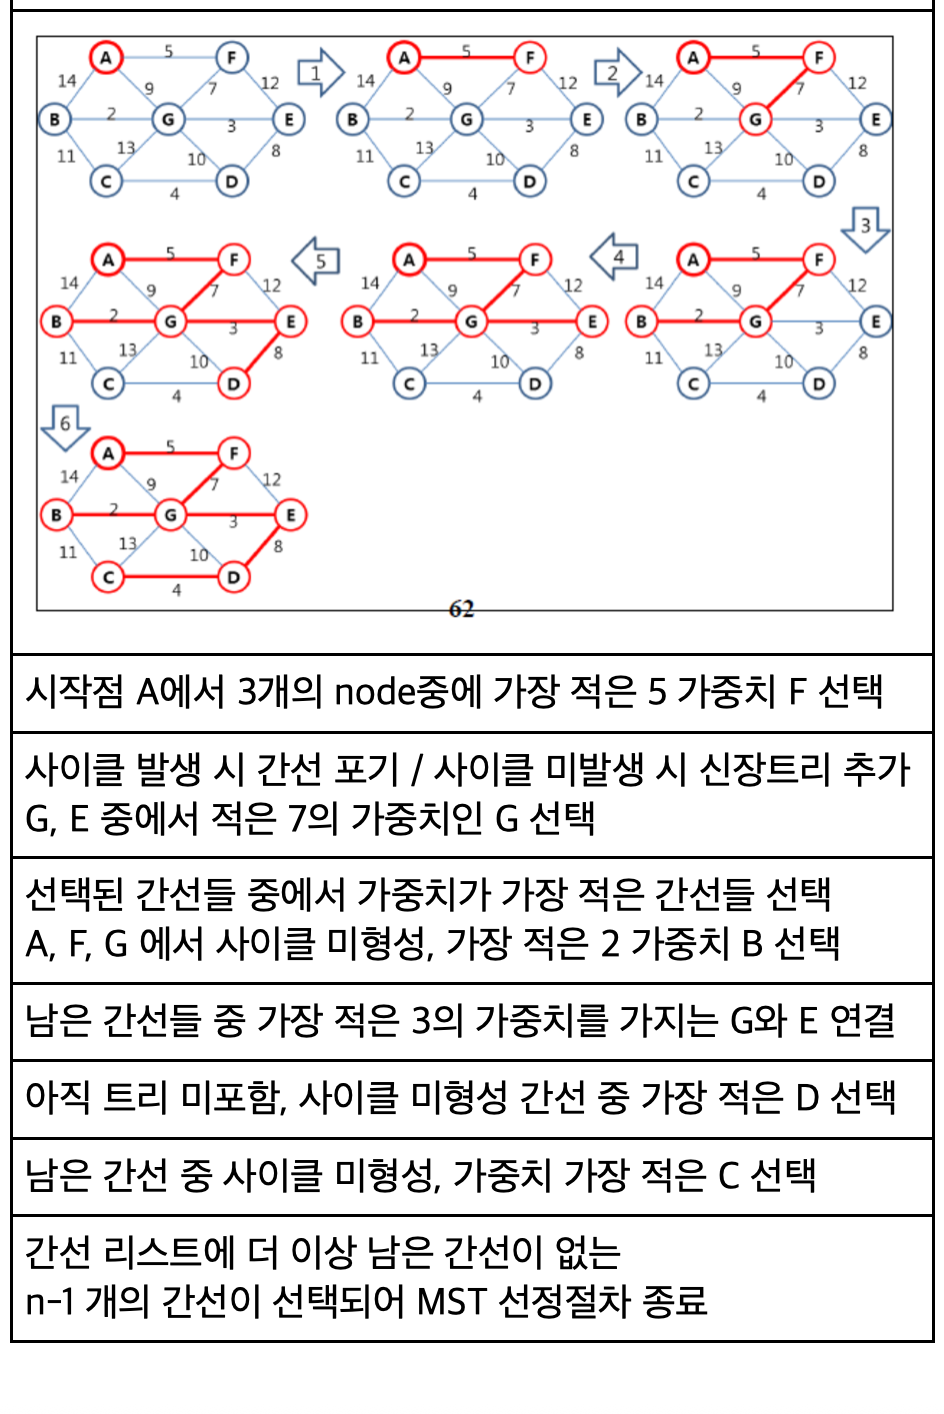 A 5 F
14 9 7 12
B 2 G 3 E
11 13 10 8
C 4 D
1
A 5 F
14 9 7 12
B 2 G 3 E
11 13 10 8
C 4 D
2
A 5 F
14 9 7 12
B 2 G 3 E
11 13 10 8
C 4 D
3
A 5 F
14 9 7 12
B 2 G 3 E
11 13 10 8
C 4 D
4
A 5 F
14 9 7 12
B 2 G 3 E
11 13 10 8
C 4 D
5
A 5 F
14 9 7 12
B 2 G 3 E
11 13 10 8
C 4 D
6
A 5 F
14 9 7 12
B 2 G 3 E
11 13 10 8
C 4 D
62
시작점 A에서 3개의 node중에 가장 적은 5 가중치 F 선택
사이클 발생 시 간선 포기 / 사이클 미발생 시 신장트리 추가
G, E 중에서 적은 7의 가중치인 G 선택
선택된 간선들 중에서 가중치가 가장 적은 간선들 선택
A, F, G 에서 사이클 미형성, 가장 적은 2 가중치 B 선택
남은 간선들 중 가장 적은 3의 가중치를 가지는 G와 E 연결
아직 트리 미포함, 사이클 미형성 간선 중 가장 적은 D 선택
남은 간선 중 사이클 미형성, 가중치 가장 적은 C 선택
간선 리스트에 더 이상 남은 간선이 없는
n-1 개의 간선이 선택되어 MST 선정절차 종료